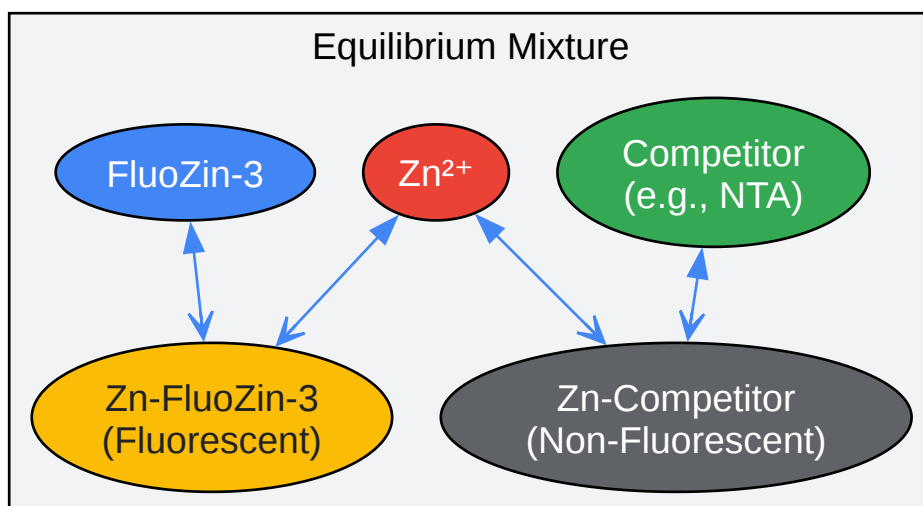 Equilibrium Mixture
FluoZin-3
Zn²⁺
Competitor
(e.g., NTA)
Zn-FluoZin-3
(Fluorescent)
Zn-Competitor
(Non-Fluorescent)